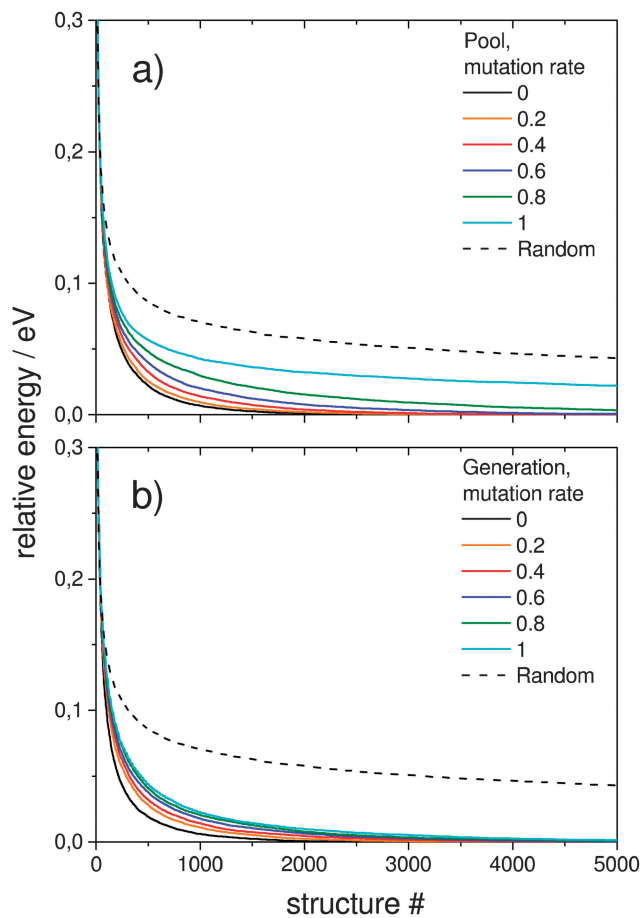 0,3
a)
Pool,
mutation rate
0
0.2
0.4
0.6
0.8
1
Random
0,2
0,1
0,0
relative energy / eV
0,3
b)
Generation,
mutation rate
0
0.2
0.4
0.6
0.8
1
Random
0,2
0,1
0,0
0 1000 2000 3000 4000 5000
structure #